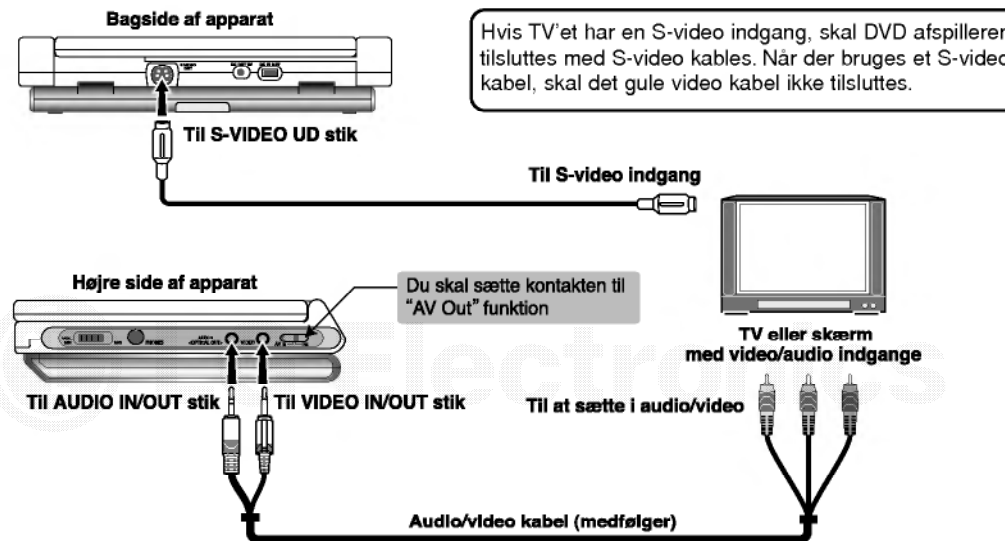 Bagside af apparat
Hvis TV'et har en S-video indgang, skal DVD afspilleren
tilsluttes med S-video kables. Når der bruges et S-video
kabel, skal det gule video kabel ikke tilsluttes.
Til S-VIDEO UD stik
Til S-video indgang
Højre side af apparat
Du skal sætte kontakten til
“AV Out” funktion
TV eller skærm
med video/audio indgange
Til AUDIO IN/OUT stik
Til VIDEO IN/OUT stik
Til at sætte i audio/video
Audio/video kabel (medfølger)
Electronics